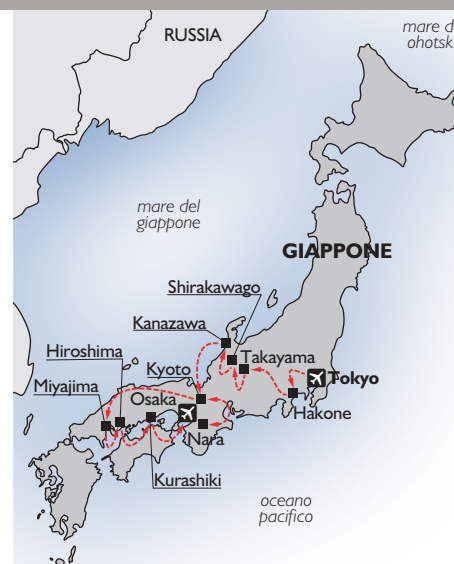 RUSSIA
mare d
ohotsk
mare del
giappone
GIAPPONE
Shirakawago
Kanazawa
Takayama
Hiroshima
Kyoto
Tokyo
Miyajima
Osaka
Hakone
Nara
Kurashiki
oceano
pacifico